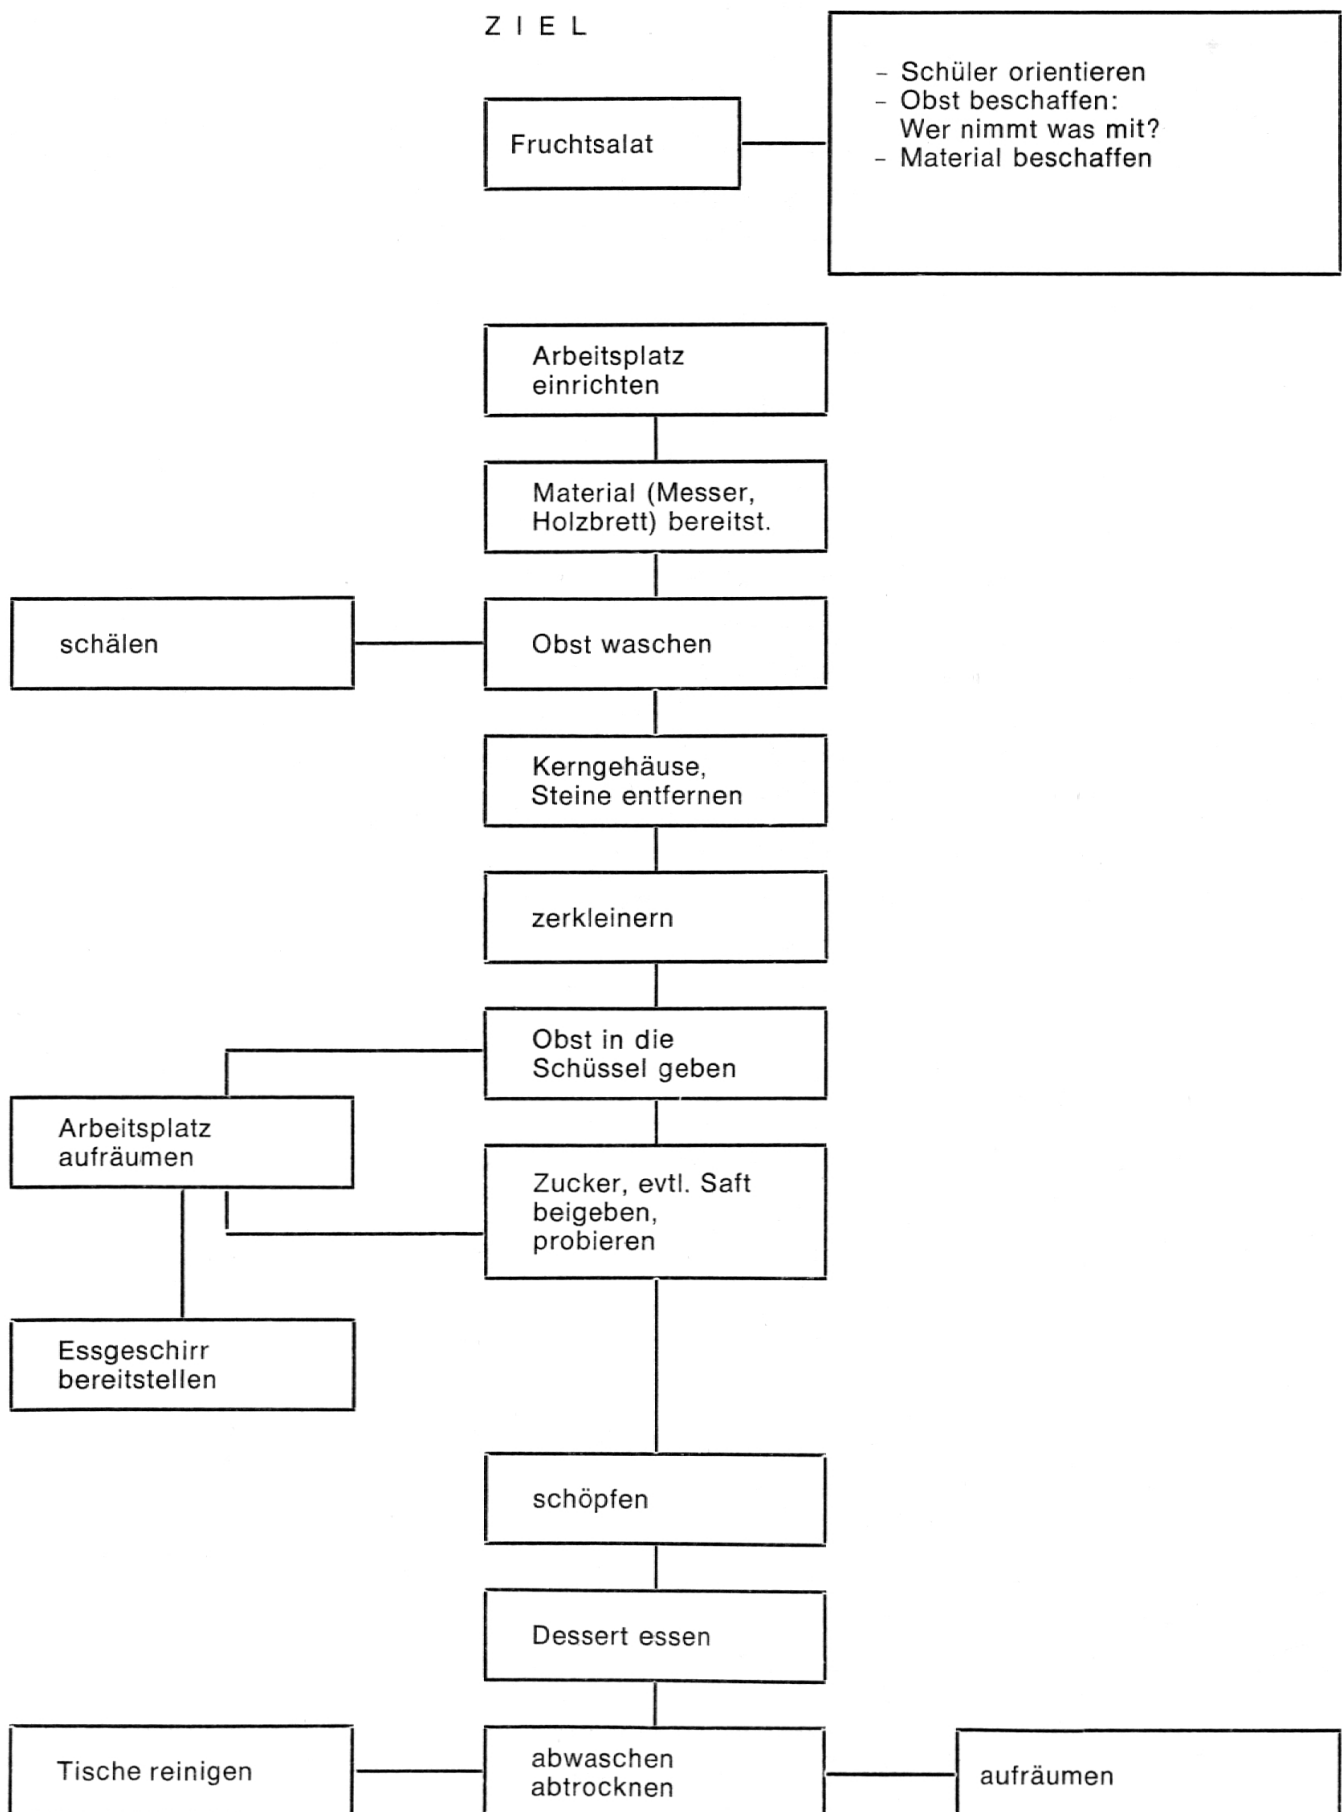 Z I E L
Fruchtsalat
– Schüler orientieren
– Obst beschaffen:
Wer nimmt was mit?
– Material beschaffen
Arbeitsplatz
einrichten
Material (Messer,
Holzbrett) bereitst.
schälen
Obst waschen
Kerngehäuse,
Steine entfernen
zerkleinern
Obst in die
Schüssel geben
Arbeitsplatz
aufräumen
Zucker, evtl. Saft
beigeben,
probieren
Essgeschirr
bereitstellen
schöpfen
Dessert essen
Tische reinigen
abwaschen
abtrocknen
aufräumen